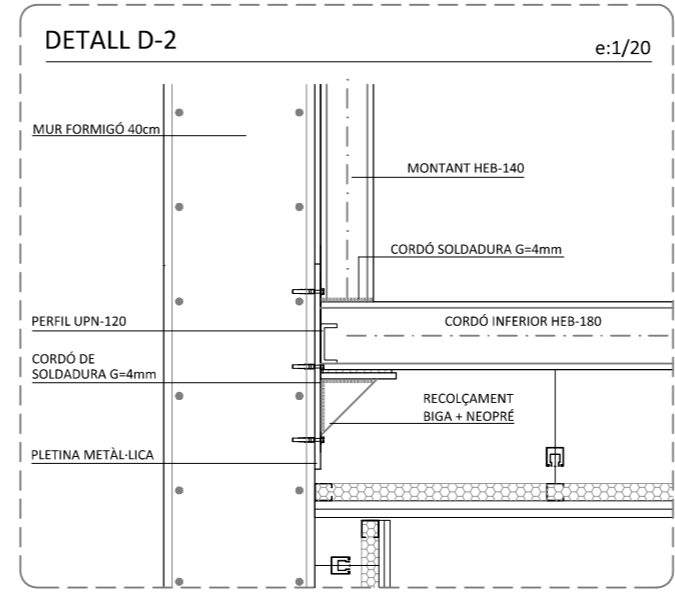 DETALL D-2
e:1/20
MUR FORMIGÓ 40cm
MONTANT HEB-140
CORDÓ SOLDADURA G=4mm
PERFIL UPN-120
CORDÓ INFERIOR HEB-180
CORDÓ DE
SOLDADURA G=4mm
RECOLÇAMENT
BIGA + NEOPRÉ
PLETINA METÀL·LICA